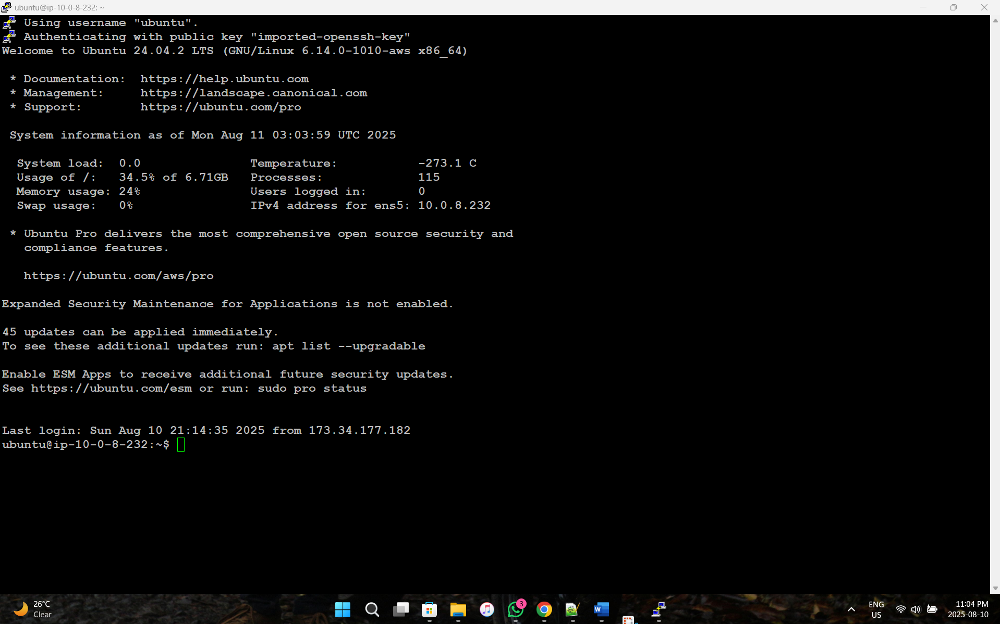 ubuntu@ip-10-0-8-232: ~
Using username "ubuntu".
Authenticating with public key "imported-openssh-key"
Welcome to Ubuntu 24.04.2 LTS (GNU/Linux 6.14.0-1010-aws x86_64)
* Documentation:  https://help.ubuntu.com
* Management:     https://landscape.canonical.com
* Support:        https://ubuntu.com/pro
System information as of Mon Aug 11 03:03:59 UTC 2025
System load:  0.0               Temperature:           -273.1 C
Usage of /:   34.5% of 6.71GB   Processes:             115
Memory usage: 24%               Users logged in:       0
Swap usage:   0%                IPv4 address for ens5: 10.0.8.232
* Ubuntu Pro delivers the most comprehensive open source security and
compliance features.
https://ubuntu.com/aws/pro
Expanded Security Maintenance for Applications is not enabled.
45 updates can be applied immediately.
To see these additional updates run: apt list --upgradable
Enable ESM Apps to receive additional future security updates.
See https://ubuntu.com/esm or run: sudo pro status
Last login: Sun Aug 10 21:14:35 2025 from 173.34.177.182
ubuntu@ip-10-0-8-232:~$
26°C
Clear
3
W
ENG
US
11:04 PM
2025-08-10